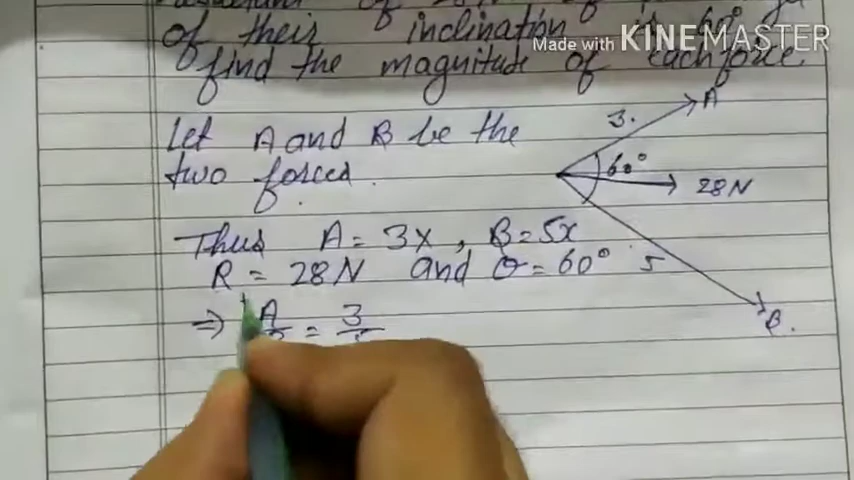 of their inclination is 60°
Made with KINEMASTER
find the magnitude of each force.
Let A and B be the
two forces.
3.
A
60°
28N
Thus A = 3x, B = 5x
R = 28N and θ = 60°
5
B.
⇒ A = 3